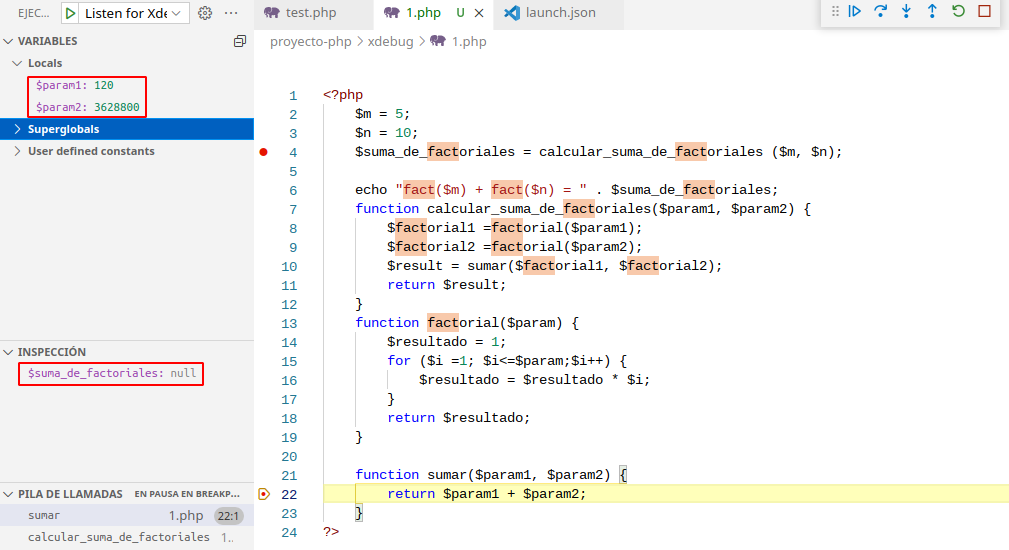 EJEC...
Listen for Xde
···
VARIABLES
Locals
$param1: 120
$param2: 3628800
Superglobals
User defined constants
INSPECCIÓN
$suma_de_factoriales: null
PILA DE LLAMADAS EN PAUSA EN BREAKP...
sumar 1.php 22:1
calcular_suma_de_factoriales 1..
test.php
1.php U
launch.json
proyecto-php > xdebug > 1.php
1 <?php
2 $m = 5;
3 $n = 10;
4 $suma_de_factoriales = calcular_suma_de_factoriales ($m, $n);
5
6 echo "fact($m) + fact($n) = " . $suma_de_factoriales;
7 function calcular_suma_de_factoriales($param1, $param2) {
8 $factorial1 =factorial($param1);
9 $factorial2 =factorial($param2);
10 $result = sumar($factorial1, $factorial2);
11 return $result;
12 }
13 function factorial($param) {
14 $resultado = 1;
15 for ($i =1; $i<=$param;$i++) {
16 $resultado = $resultado * $i;
17 }
18 return $resultado;
19 }
20
21 function sumar($param1, $param2) {
22 return $param1 + $param2;
23 }
24 ?>